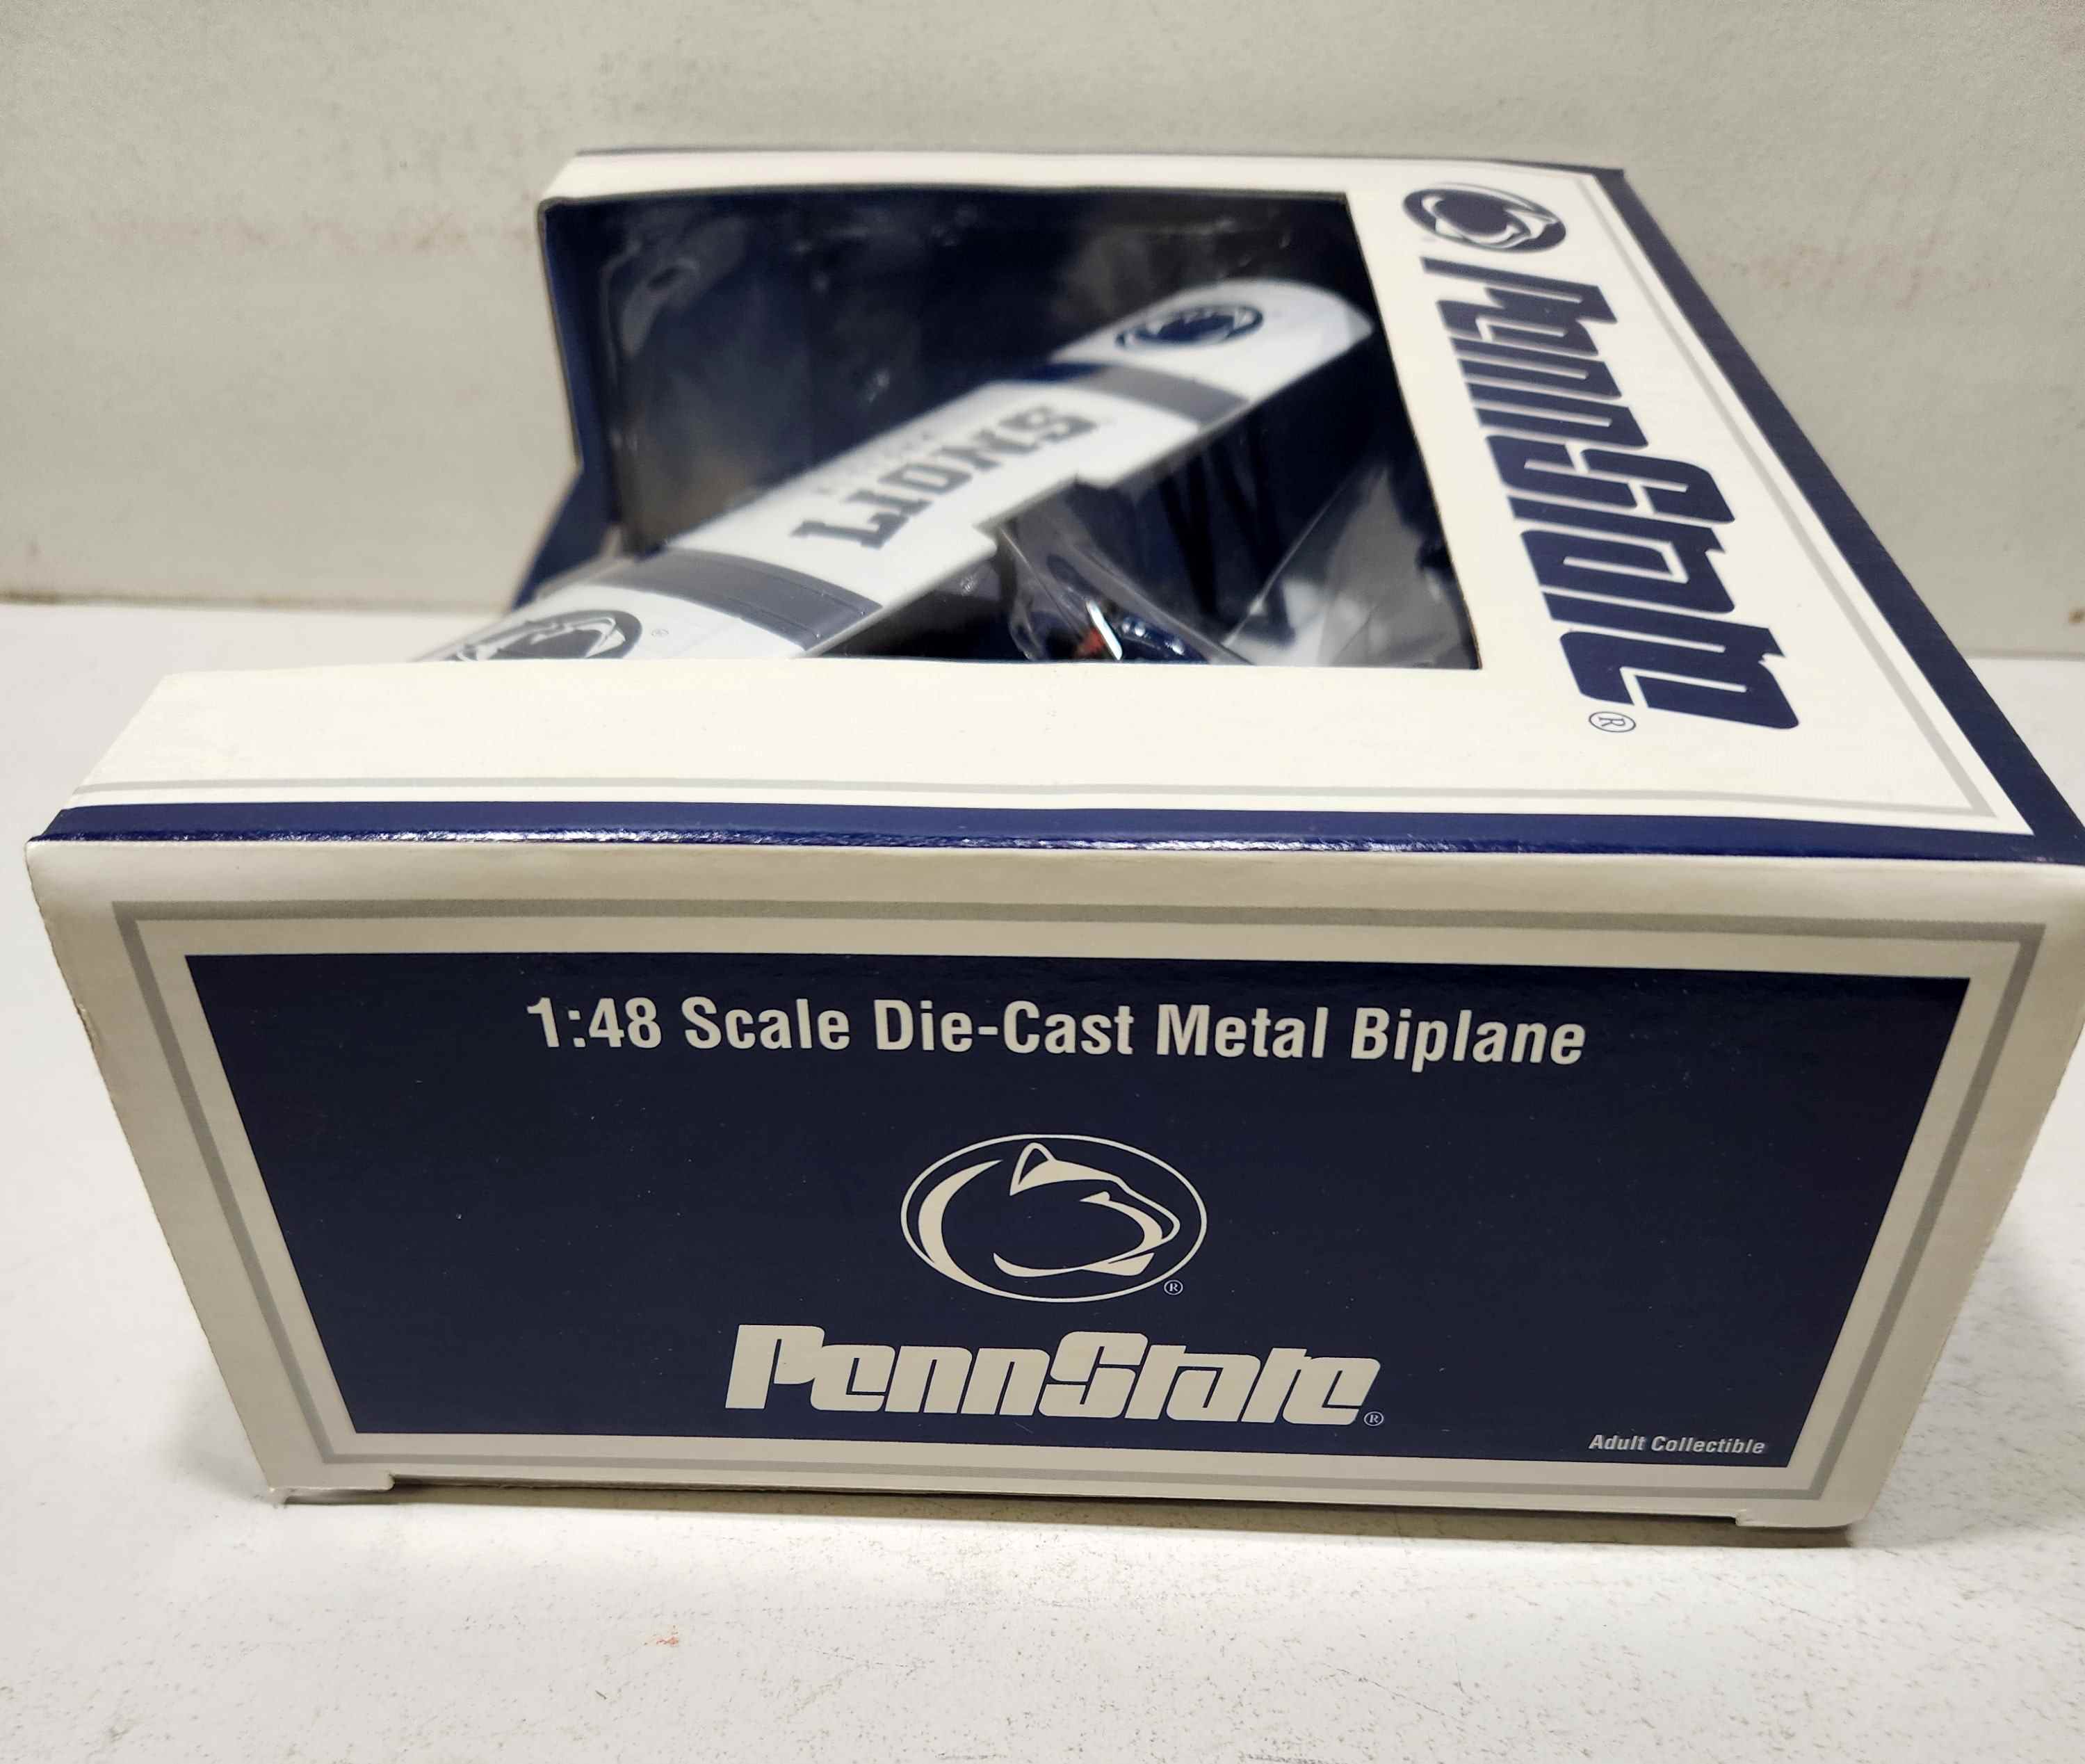 PennState®
LIONS
1:48 Scale Die-Cast Metal Biplane
®
PennState®
Adult Collectible